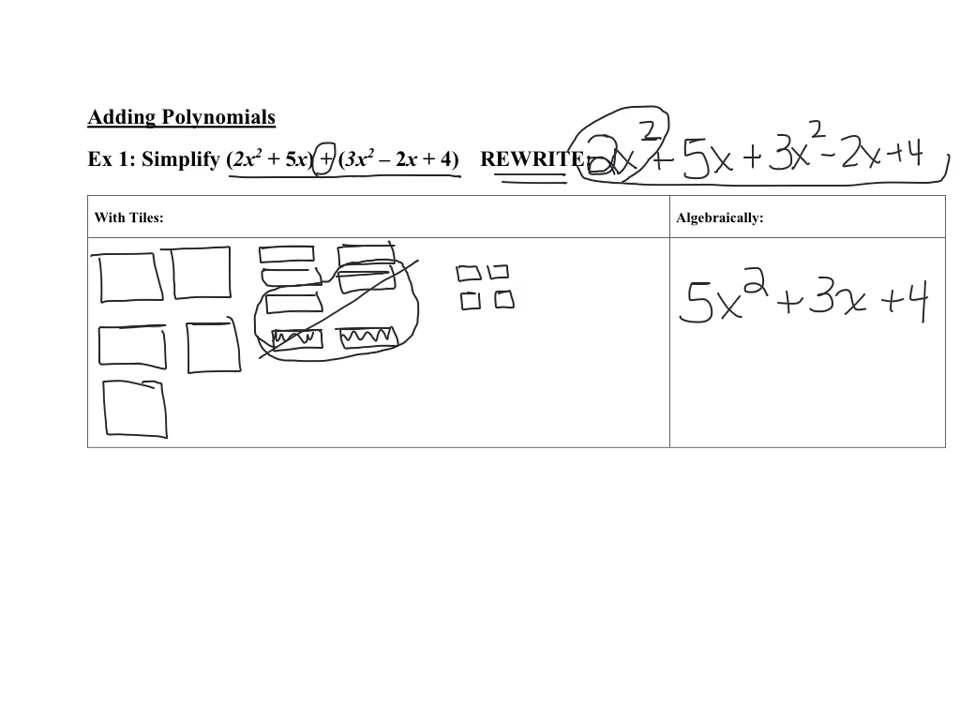 Adding Polynomials
Ex 1: Simplify (2x² + 5x) + (3x² – 2x + 4) REWRITE: 2x² + 5x + 3x² - 2x + 4
With Tiles: Algebraically:
5x² + 3x + 4